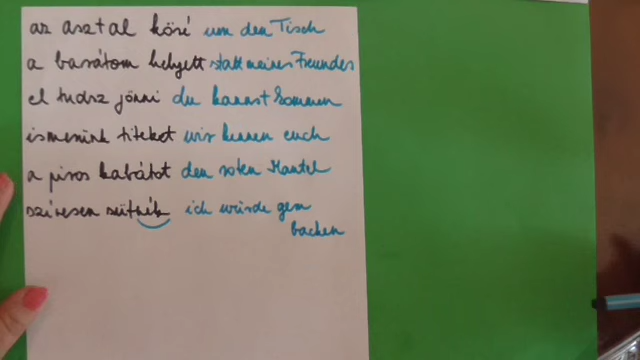 az asztal köré um den Tisch
a barátom helyett statt meines Freundes
el tudsz jönni du kannst kommen
ismerünk titeket wir kennen euch
a piros kabátot den roten Mantel
szívesen sütnék ich würde gern
backen